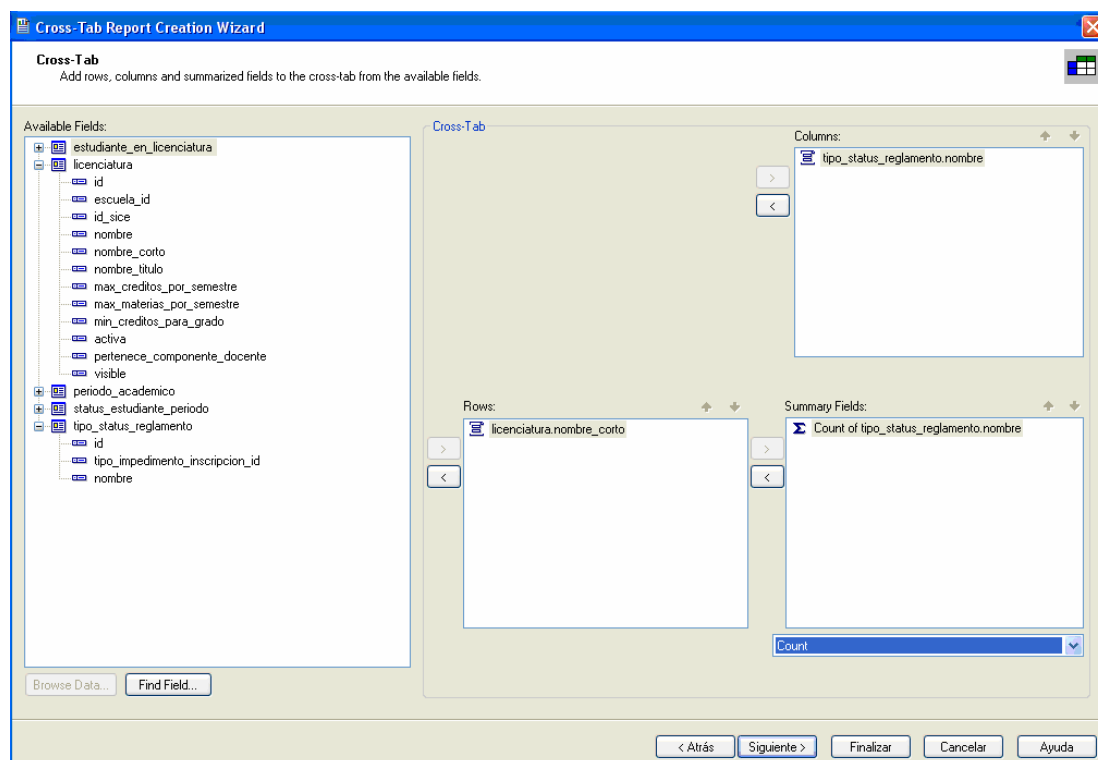 Cross-Tab Report Creation Wizard
Cross-Tab
Add rows, columns and summarized fields to the cross-tab from the available fields.
Available Fields:
estudiante_en_licenciatura
licenciatura
id
escuela_id
id_sice
nombre
nombre_corto
nombre_titulo
max_creditos_por_semestre
max_materias_por_semestre
min_creditos_para_grado
activa
pertenece_componente_docente
visible
periodo_academico
status_estudiante_periodo
tipo_status_reglamento
id
tipo_impedimento_inscripcion_id
nombre
Browse Data...
Find Field...
Cross-Tab
Columns:
tipo_status_reglamento.nombre
>
<
Rows:
licenciatura.nombre_corto
>
<
Summary Fields:
Σ Count of tipo_status_reglamento.nombre
>
<
Count
< Atrás
Siguiente >
Finalizar
Cancelar
Ayuda